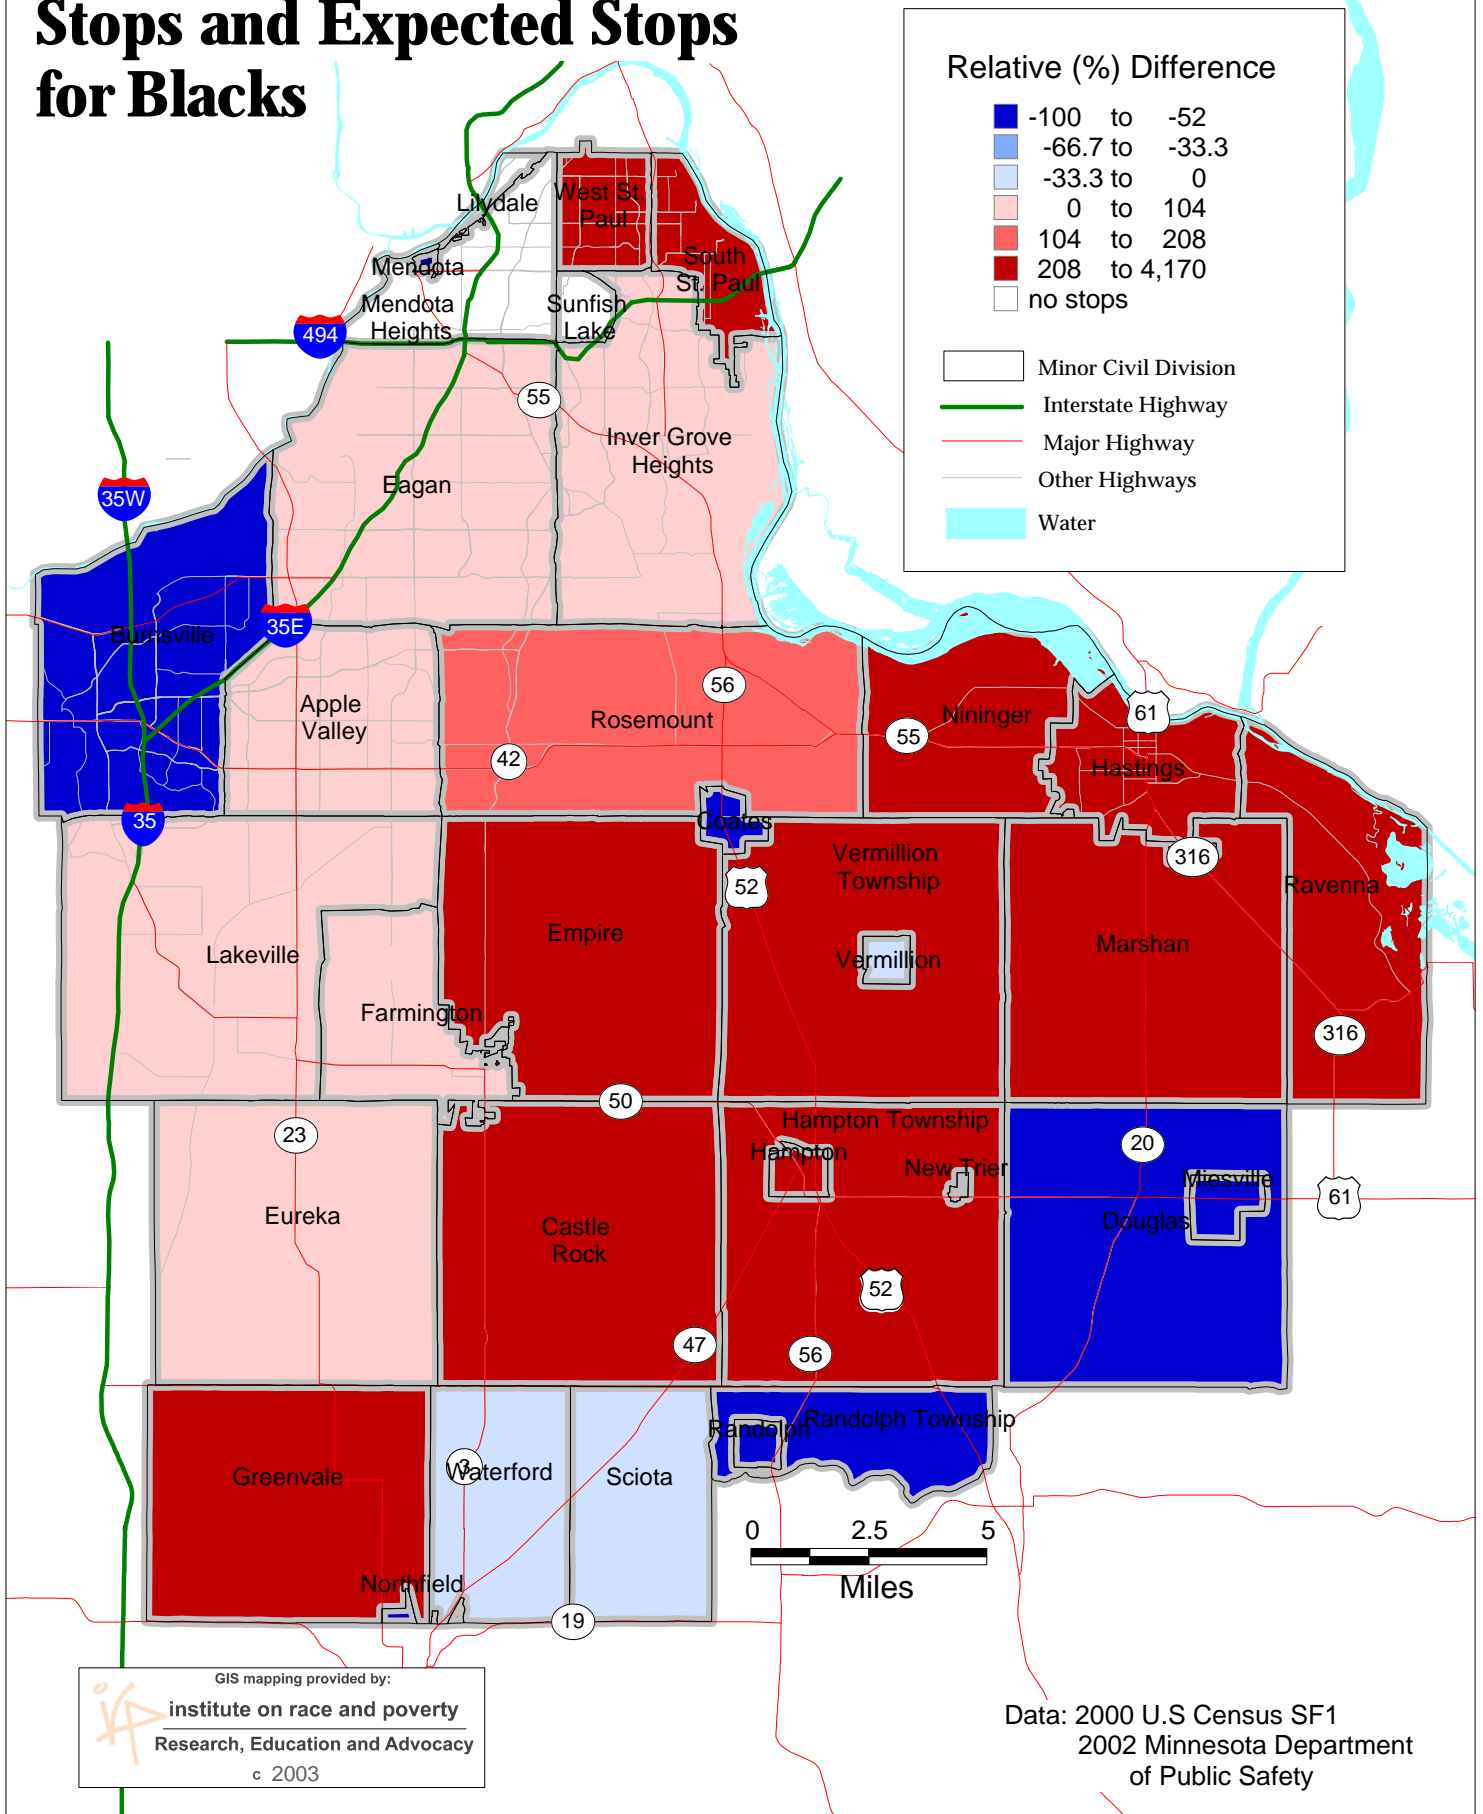 Stops and Expected Stops
for Blacks
Relative (%) Difference
-100 to -52
-66.7 to -33.3
-33.3 to 0
0 to 104
104 to 208
208 to 4,170
no stops
Minor Civil Division
Interstate Highway
Major Highway
Other Highways
Water
Lilydale
West St.
Paul
Mendota
South
St. Paul
Mendota
Heights
Sunfish
Lake
494
55
Inver Grove
Heights
Eagan
35W
35E
Burnsville
Apple
Valley
56
Rosemount
42
55
Nininger
61
Hastings
35
Coates
316
Vermillion
Township
52
Ravenna
Empire
Marshan
Lakeville
Vermillion
Farmington
316
50
23
Hampton Township
20
Hampton
New Trier
Miesville
61
Eureka
Castle
Rock
Douglas
52
47
56
Randolph
Randolph Township
Greenvale
3
Waterford
Sciota
0 2.5 5
Miles
Northfield
19
GIS mapping provided by:
irp
institute on race and poverty
Research, Education and Advocacy
c 2003
Data: 2000 U.S Census SF1
2002 Minnesota Department
of Public Safety